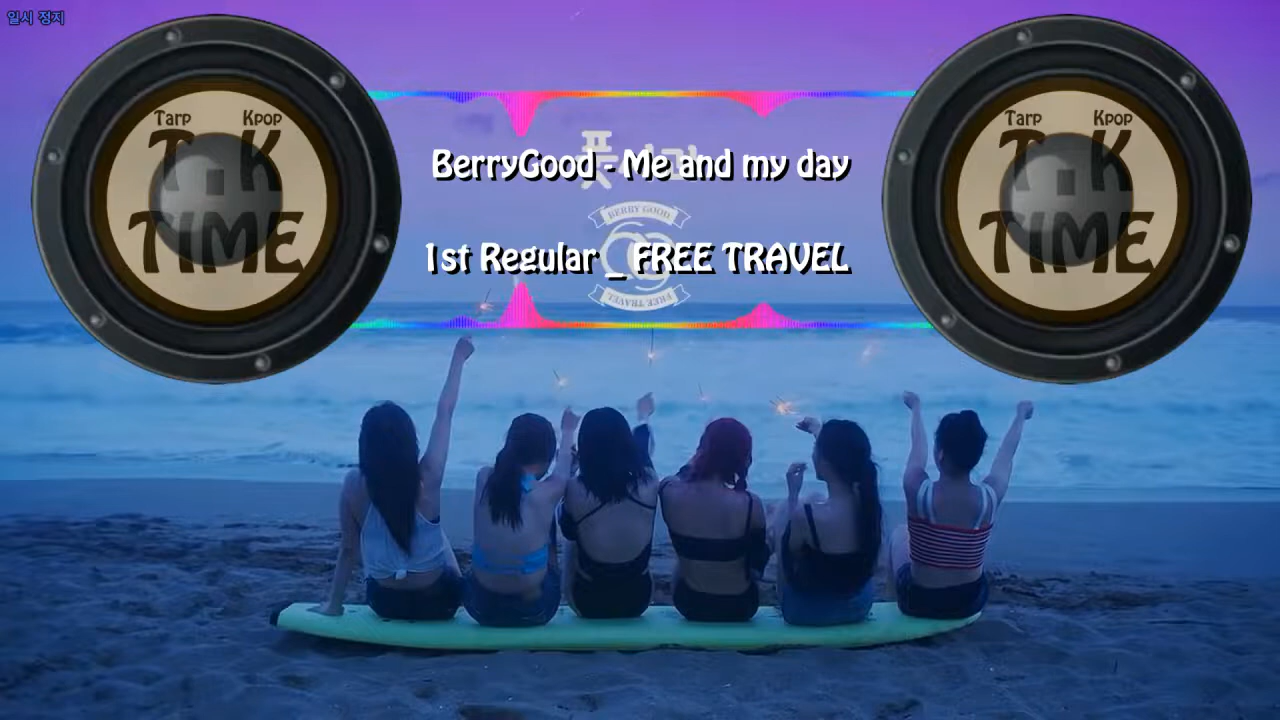 일시 정지
Tarp Kpop
T.K
TIME
BerryGood - Me and my day
BERRY GOOD
1st Regular _ FREE TRAVEL
FREE TRAVEL
Tarp Kpop
T.K
TIME